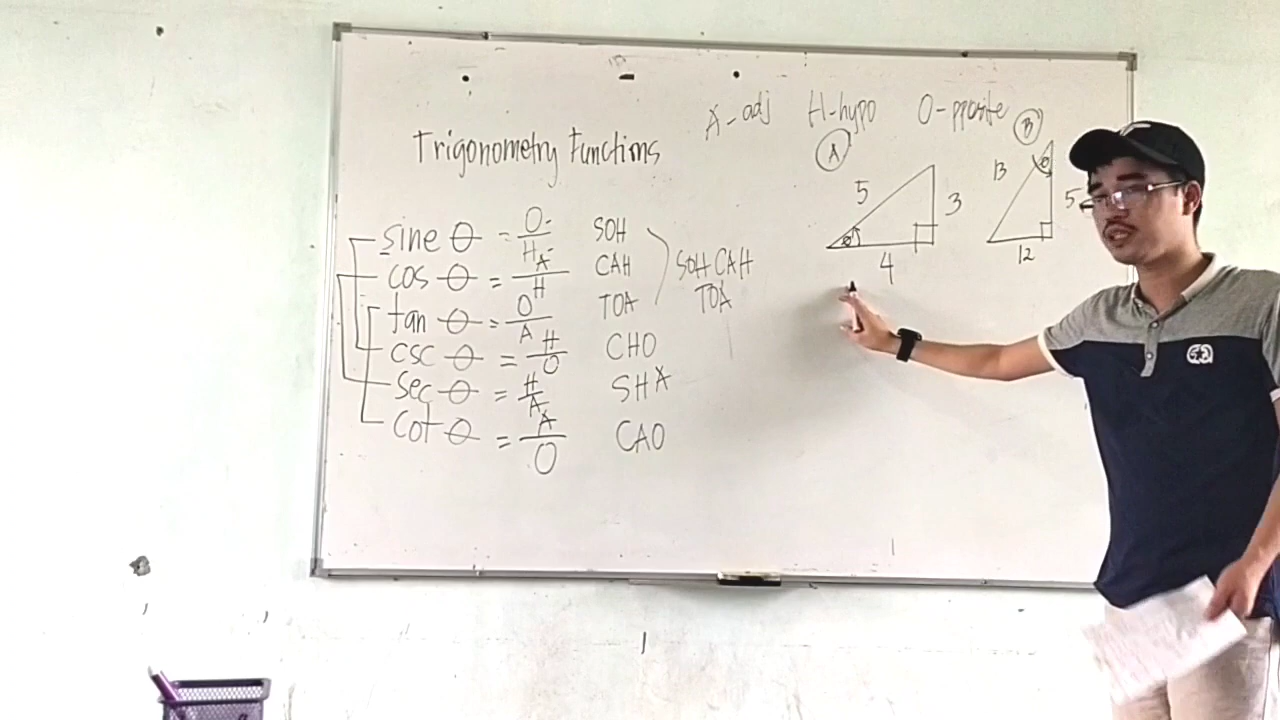 A-adj H-hypo O-pposite
Trigonometry Functions
A B
5 3 4
13 5 12
sine θ = O/H SOH
cos θ = A/H CAH
tan θ = O/A TOA
SOH CAH
TOA
csc θ = H/O CHO
sec θ = H/A SHA
cot θ = A/O CAO